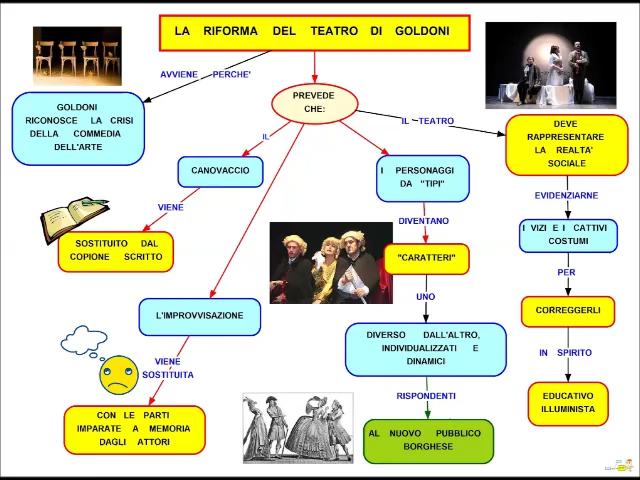 LA RIFORMA DEL TEATRO DI GOLDONI
AVVIENE PERCHE'
GOLDONI
RICONOSCE LA CRISI
DELLA COMMEDIA
DELL'ARTE
PREVEDE
CHE:
IL
CANOVACCIO
VIENE
SOSTITUITO DAL
COPIONE SCRITTO
L'IMPROVVISAZIONE
VIENE
SOSTITUITA
CON LE PARTI
IMPARATE A MEMORIA
DAGLI ATTORI
I PERSONAGGI
DA "TIPI"
DIVENTANO
"CARATTERI"
UNO
DIVERSO DALL'ALTRO,
INDIVIDUALIZZATI E
DINAMICI
RISPONDENTI
AL NUOVO PUBBLICO
BORGHESE
IL TEATRO
DEVE
RAPPRESENTARE
LA REALTA'
SOCIALE
EVIDENZIARNE
I VIZI E I CATTIVI
COSTUMI
PER
CORREGGERLI
IN SPIRITO
EDUCATIVO
ILLUMINISTA